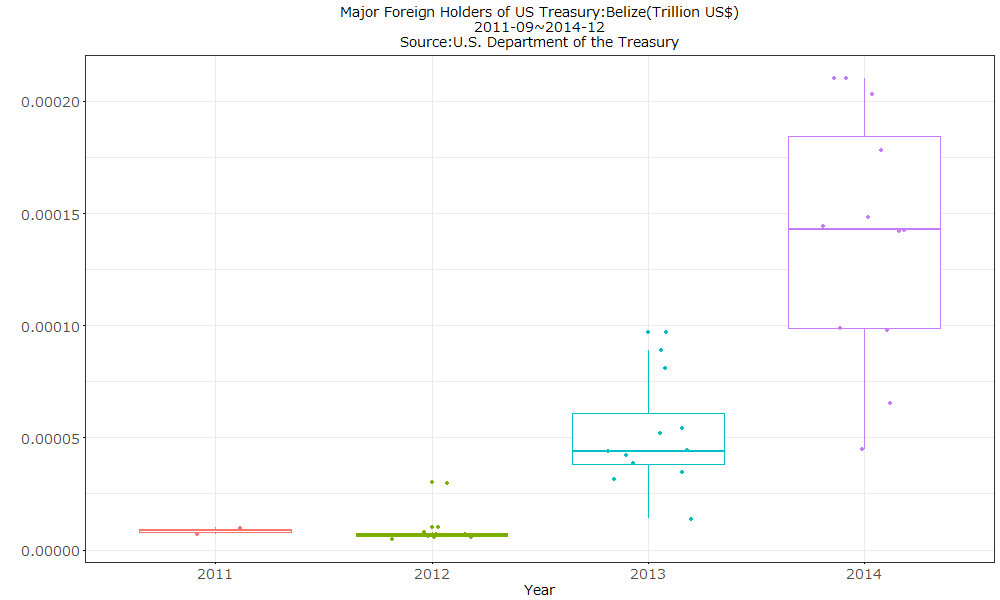 Major Foreign Holders of US Treasury:Belize(Trillion US$)
2011-09~2014-12
Source:U.S. Department of the Treasury
0.00020
0.00015
0.00010
0.00005
0.00000
2011 2012 2013 2014
Year